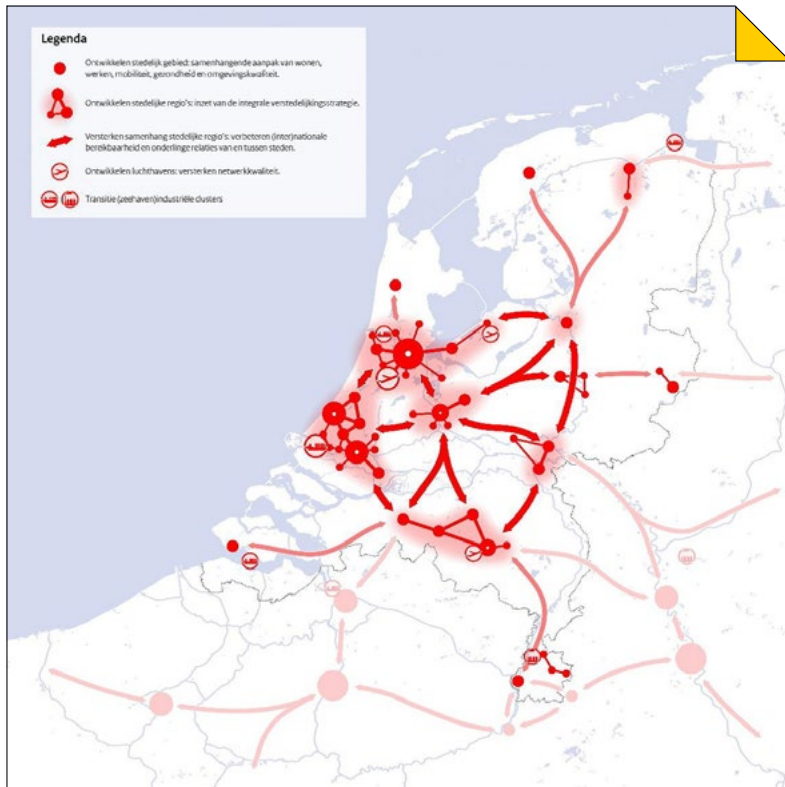 Legenda
Ontwikkelen stedelijk gebied: samenhangende aanpak van wonen,
werken, mobiliteit, gezondheid en omgevingskwaliteit.
Ontwikkelen stedelijke regio's: inzet van de integrale verstedelijkingsstrategie.
Versterken samenhang stedelijke regio's: verbeteren (inter)nationale
bereikbaarheid en onderlinge relaties van en tussen steden.
Ontwikkelen luchthavens: versterken netwerkkwaliteit.
Transitie (zeehaven)industriële clusters